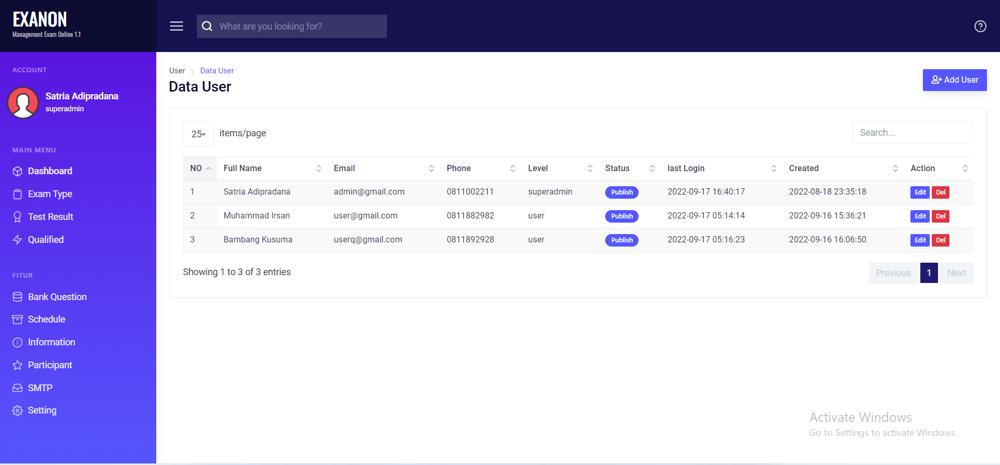 EXANON
Management Exam Online 1.1
What are you looking for?
ACCOUNT
Satria Adipradana
superadmin
MAIN MENU
Dashboard
Exam Type
Test Result
Qualified
FITUR
Bank Question
Schedule
Information
Participant
SMTP
Setting
User Data User
Data User
Add User
25 items/page
Search...
NO Full Name Email Phone Level Status last Login Created Action
1 Satria Adipradana admin@gmail.com 0811002211 superadmin Publish 2022-09-17 16:40:17 2022-08-18 23:35:18 Edit Del
2 Muhammad Irsan user@gmail.com 0811882982 user Publish 2022-09-17 05:14:14 2022-09-16 15:36:21 Edit Del
3 Bambang Kusuma userq@gmail.com 0811892928 user Publish 2022-09-17 05:16:23 2022-09-16 16:06:50 Edit Del
Showing 1 to 3 of 3 entries
Previous 1 Next
Activate Windows
Go to Settings to activate Windows.